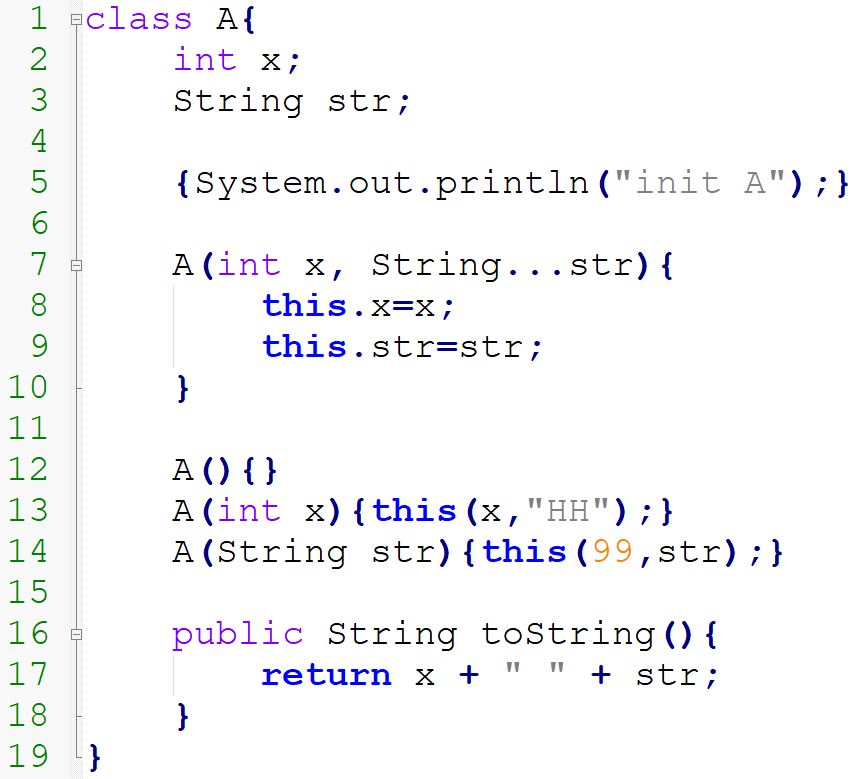 1 class A{
2 int x;
3 String str;
4
5 {System.out.println("init A");}
6
7 A(int x, String...str){
8 this.x=x;
9 this.str=str;
10 }
11
12 A(){}
13 A(int x){this(x,"HH");}
14 A(String str){this(99,str);}
15
16 public String toString(){
17 return x + " " + str;
18 }
19 }